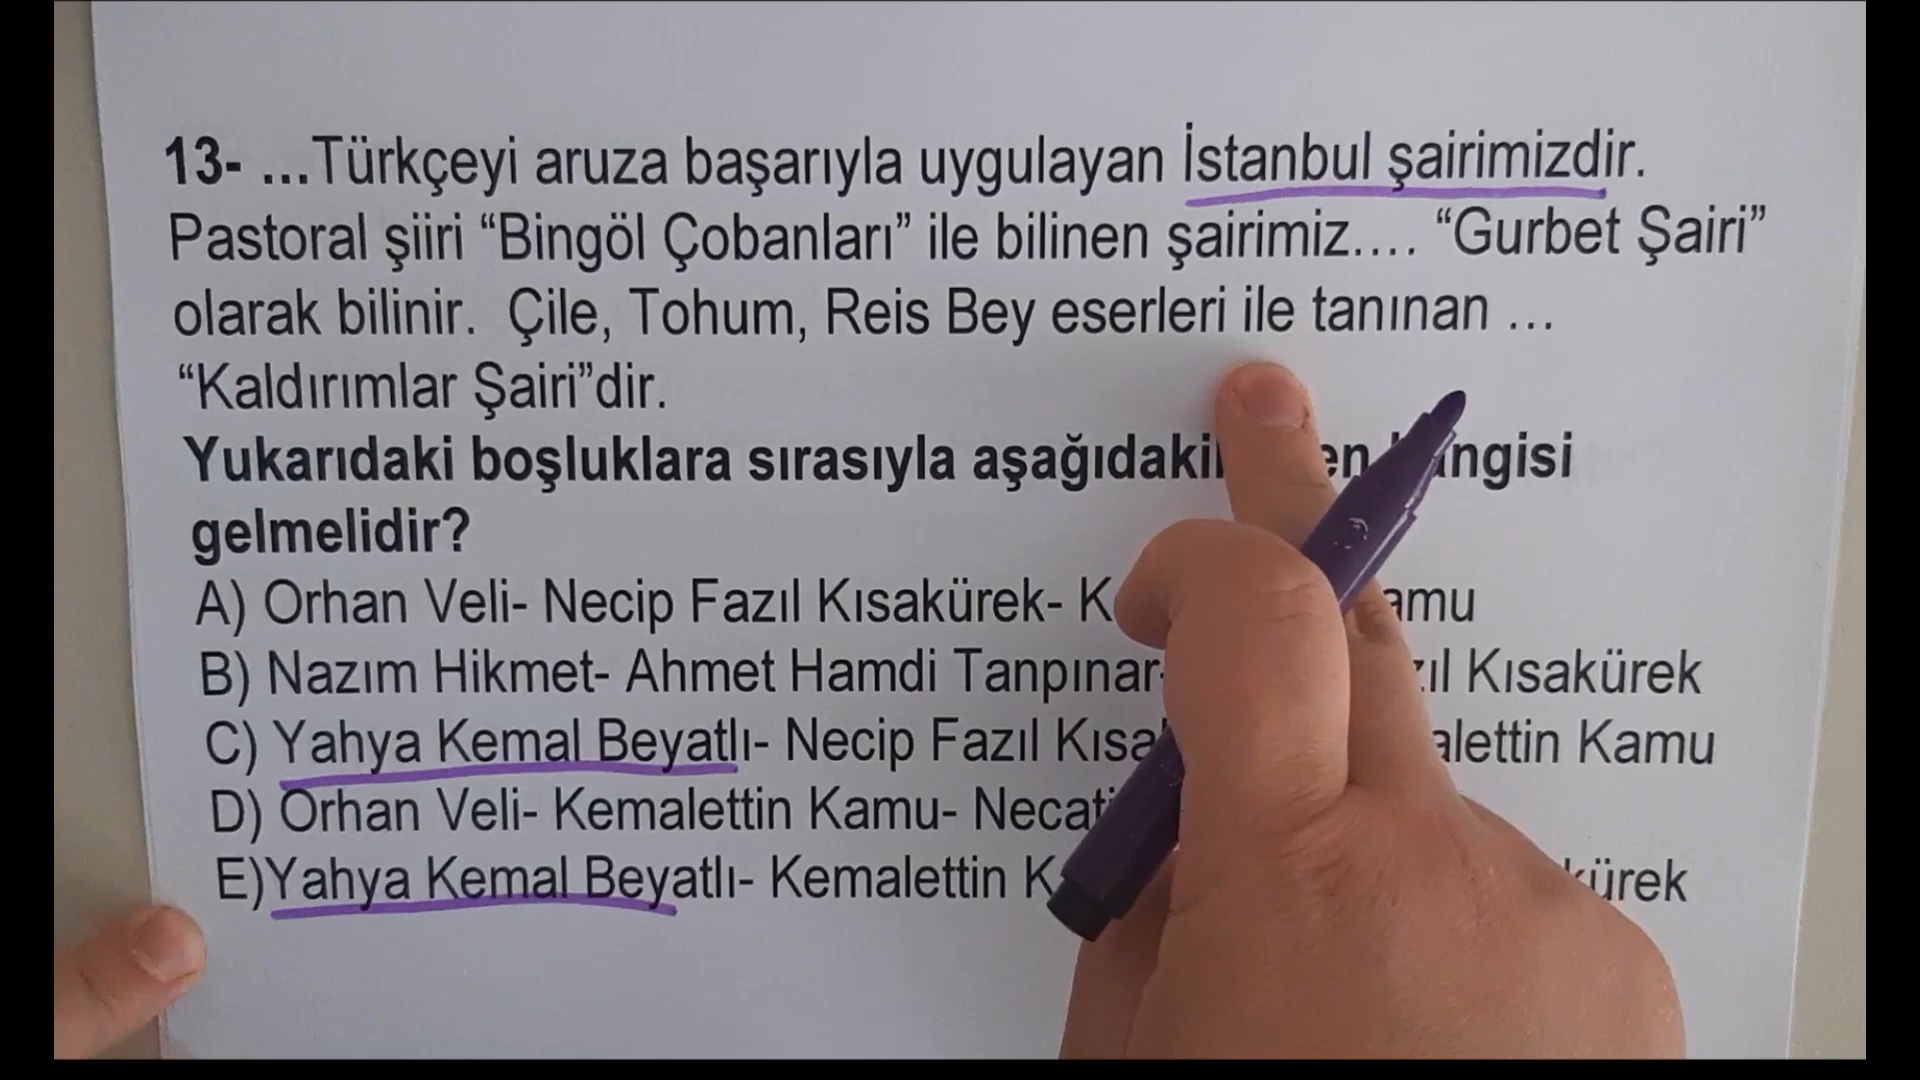 13- ...Türkçeyi aruza başarıyla uygulayan İstanbul şairimizdir.
Pastoral şiiri “Bingöl Çobanları” ile bilinen şairimiz.... “Gurbet Şairi”
olarak bilinir. Çile, Tohum, Reis Bey eserleri ile tanınan ...
“Kaldırımlar Şairi”dir.
Yukarıdaki boşluklara sırasıyla
gelmelidir?
A) Orhan Veli- Necip Fazıl Kısakürek-
B) Nazım Hikmet- Ahmet Hamdi Tanpınar- Kısakürek
C) Yahya Kemal Beyatlı- Necip Fazıl Kamu
D) Orhan Veli- Kemalettin Kamu-
E)Yahya Kemal Beyatlı- Kemalettin